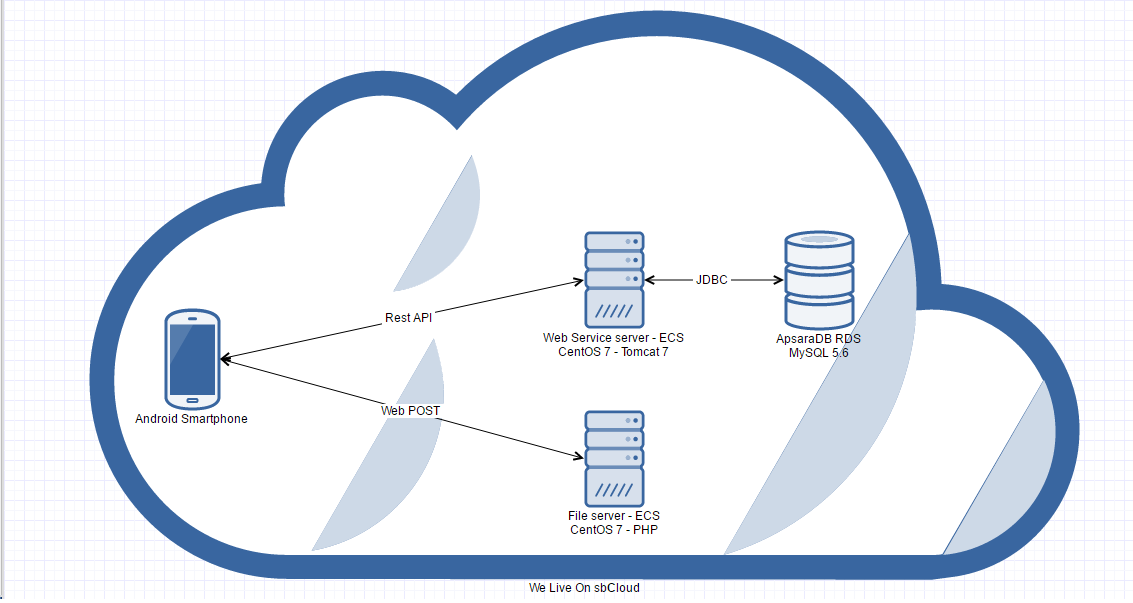 Rest API
JDBC
Web Service server - ECS
CentOS 7 - Tomcat 7
ApsaraDB RDS
MySQL 5.6
Android Smartphone
Web POST
File server - ECS
CentOS 7 - PHP
We Live On sbCloud